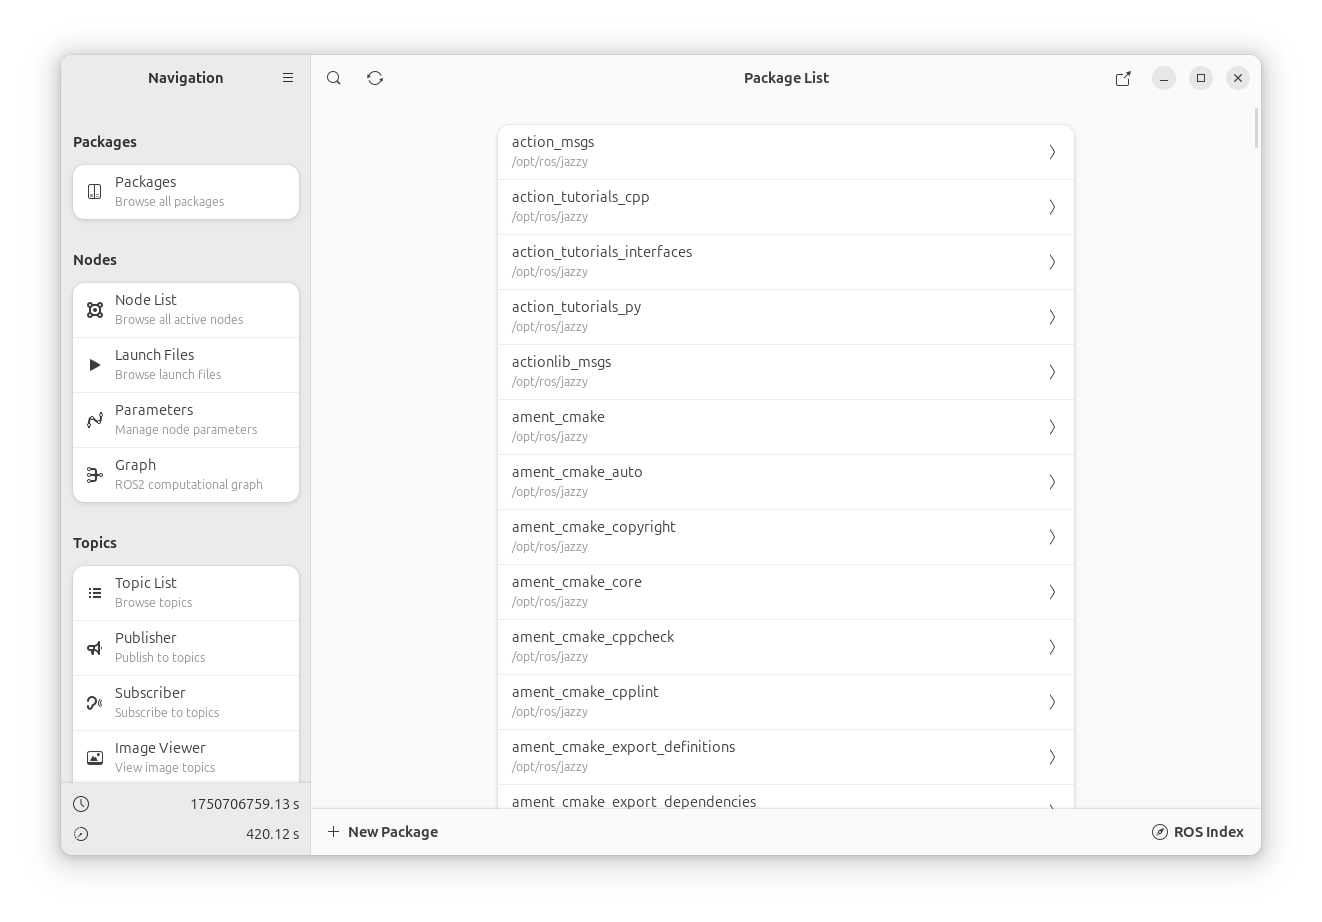 Navigation
Packages
Packages
Browse all packages
Nodes
Node List
Browse all active nodes
Launch Files
Browse launch files
Parameters
Manage node parameters
Graph
ROS2 computational graph
Topics
Topic List
Browse topics
Publisher
Publish to topics
Subscriber
Subscribe to topics
Image Viewer
View image topics
1750706759.13 s
420.12 s
Package List
action_msgs
/opt/ros/jazzy
action_tutorials_cpp
/opt/ros/jazzy
action_tutorials_interfaces
/opt/ros/jazzy
action_tutorials_py
/opt/ros/jazzy
actionlib_msgs
/opt/ros/jazzy
ament_cmake
/opt/ros/jazzy
ament_cmake_auto
/opt/ros/jazzy
ament_cmake_copyright
/opt/ros/jazzy
ament_cmake_core
/opt/ros/jazzy
ament_cmake_cppcheck
/opt/ros/jazzy
ament_cmake_cpplint
/opt/ros/jazzy
ament_cmake_export_definitions
/opt/ros/jazzy
ament_cmake_export_dependencies
New Package
ROS Index